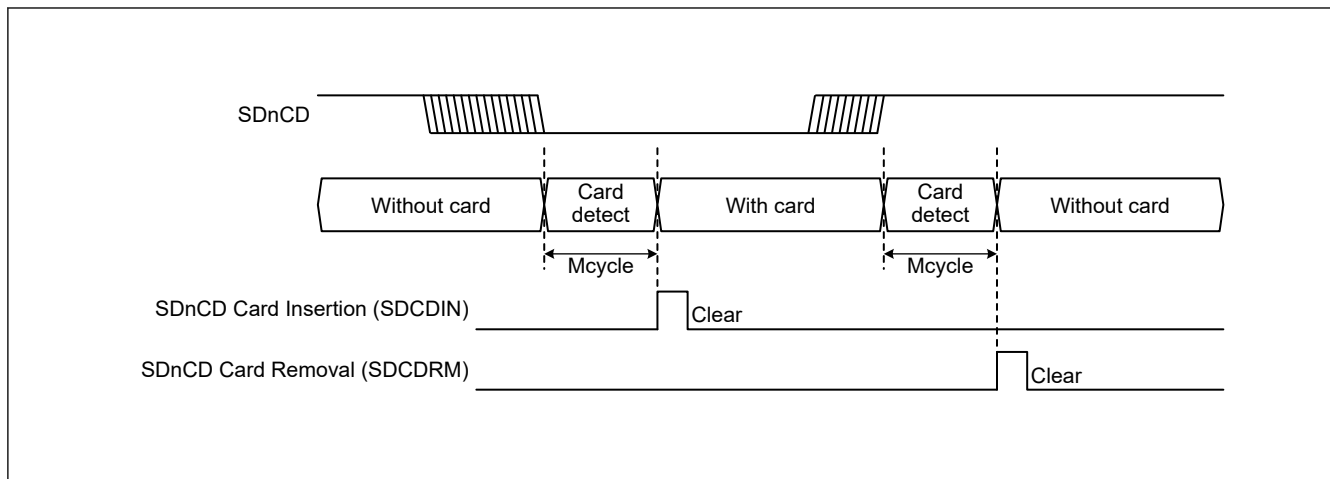 SDnCD
Without card
Card
detect
With card
Card
detect
Without card
Mcycle
Mcycle
SDnCD Card Insertion (SDCDIN)
Clear
SDnCD Card Removal (SDCDRM)
Clear